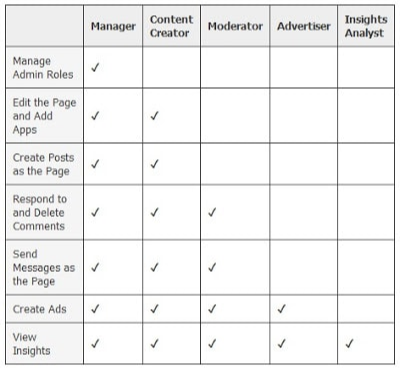 Manager Content Creator Moderator Advertiser Insights Analyst
Manage Admin Roles ✓
Edit the Page and Add Apps ✓ ✓
Create Posts as the Page ✓ ✓
Respond to and Delete Comments ✓ ✓ ✓
Send Messages as the Page ✓ ✓ ✓
Create Ads ✓ ✓ ✓ ✓
View Insights ✓ ✓ ✓ ✓ ✓